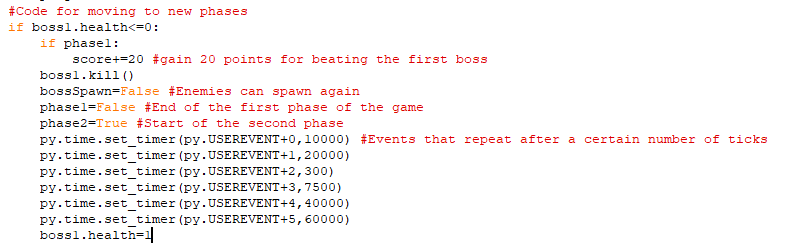 #Code for moving to new phases
if boss1.health<=0:
    if phase1:
        score+=20 #gain 20 points for beating the first boss
    boss1.kill()
    bossSpawn=False #Enemies can spawn again
    phase1=False #End of the first phase of the game
    phase2=True #Start of the second phase
    py.time.set_timer(py.USEREVENT+0,10000) #Events that repeat after a certain number of ticks
    py.time.set_timer(py.USEREVENT+1,20000)
    py.time.set_timer(py.USEREVENT+2,300)
    py.time.set_timer(py.USEREVENT+3,7500)
    py.time.set_timer(py.USEREVENT+4,40000)
    py.time.set_timer(py.USEREVENT+5,60000)
    boss1.health=1